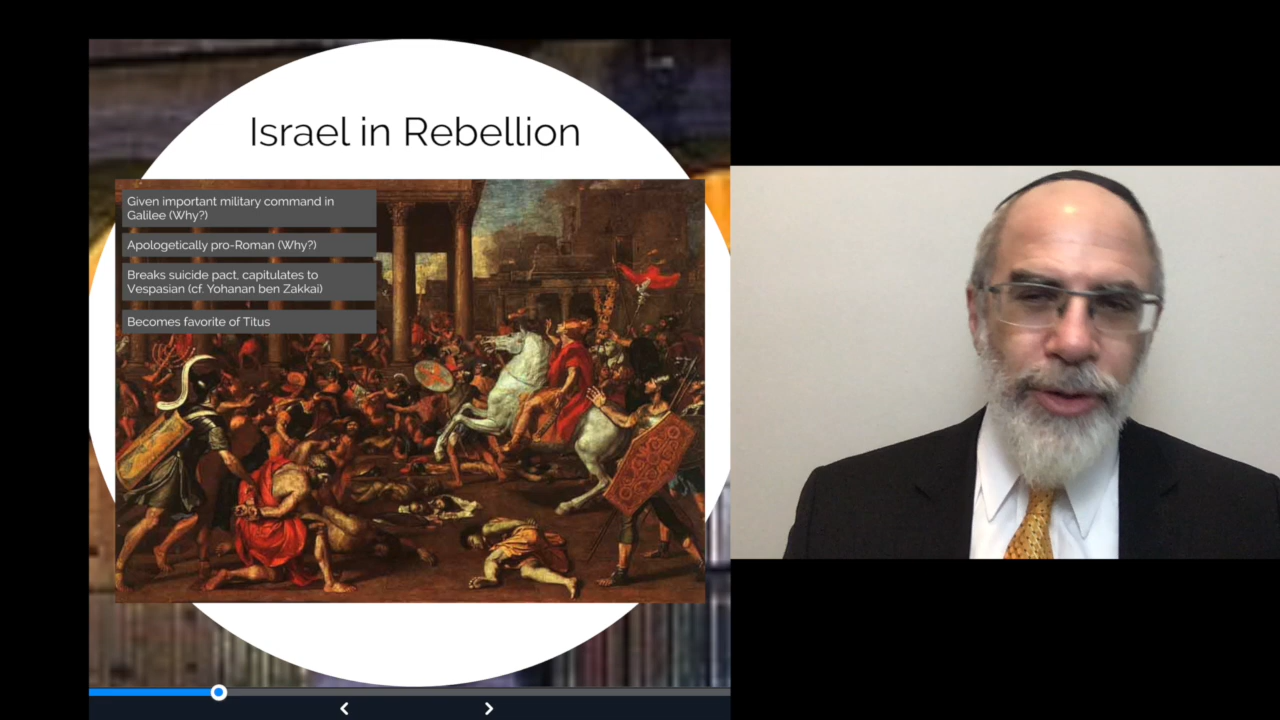 Israel in Rebellion
Given important military command in
Galilee (Why?)
Apologetically pro-Roman (Why?)
Breaks suicide pact, capitulates to
Vespasian (cf. Yohanan ben Zakkai)
Becomes favorite of Titus